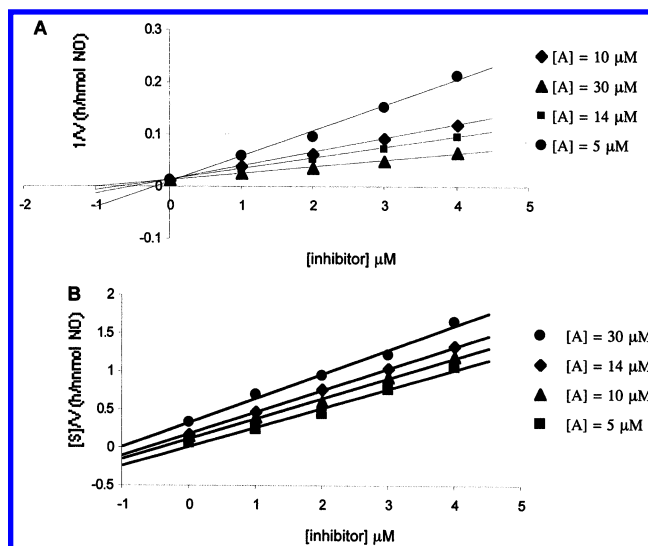 A
1/V (h/nmol NO)
0.3
0.2
0.1
0
-0.1
-2 -1 0 1 2 3 4 5
[inhibitor] μM
[A] = 10 μM
[A] = 30 μM
[A] = 14 μM
[A] = 5 μM
B
[S]/V (h/nmol NO)
2
1.5
1
0.5
0
-0.5
-1 0 1 2 3 4 5
[inhibitor] μM
[A] = 30 μM
[A] = 14 μM
[A] = 10 μM
[A] = 5 μM